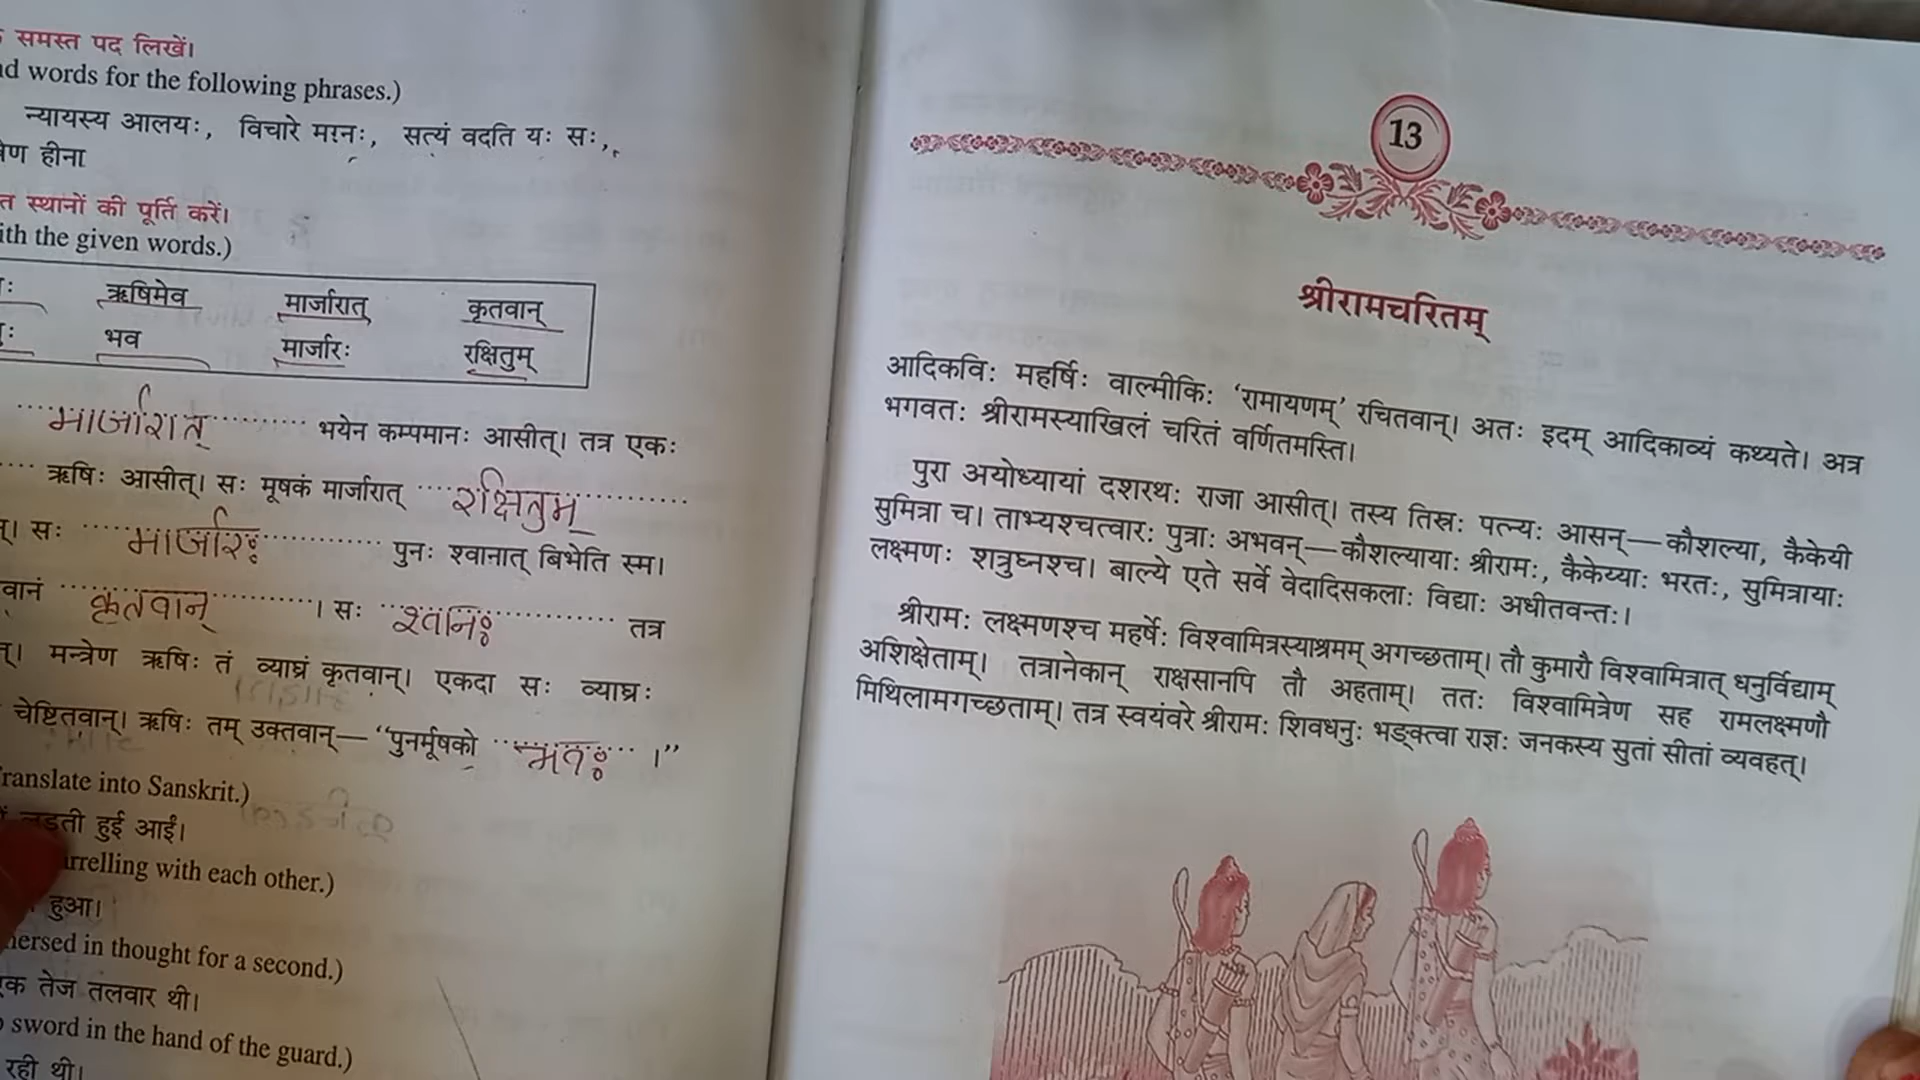 समस्त पद लिखें।
words for the following phrases.)
न्यायस्य आलयः, विचारे मग्नः, सत्यं वदति यः सः,
हीना
स्थानों की पूर्ति करें।
the given words.)
ऋषिमेव मार्जारात् कृतवान्
भव मार्जारः रक्षितुम्
मार्जारात् भयेन कम्पमानः आसीत्। तत्र एकः
ऋषिः आसीत्। सः मूषकं मार्जारात् रक्षितुम्
सः मार्जारः पुनः श्वानात् बिभेति स्म।
कृतवान् । सः श्वानः तत्र
मन्त्रेण ऋषिः तं व्याघ्रं कृतवान्। एकदा सः व्याघ्रः
चेष्टितवान्। ऋषिः तम् उक्तवान्—“पुनर्मूषको ।”
Translate into Sanskrit.)
लड़ती हुई आईं।
with each other.)
हुआ।
in thought for a second.)
तेज तलवार थी।
sword in the hand of the guard.)
रही थी।
13
श्रीरामचरितम्
आदिकविः महर्षिः वाल्मीकिः ‘रामायणम्’ रचितवान्। अतः इदम् आदिकाव्यं कथ्यते। अत्र
भगवतः श्रीरामस्याखिलं चरितं वर्णितमस्ति।
पुरा अयोध्यायां दशरथः राजा आसीत्। तस्य तिस्रः पत्न्यः आसन्—कौशल्या, कैकेयी
सुमित्रा च। ताभ्यश्चत्वारः पुत्राः अभवन्—कौशल्यायाः श्रीरामः, कैकेय्याः भरतः, सुमित्रायाः
लक्ष्मणः शत्रुघ्नश्च। बाल्ये एते सर्वे वेदादिसकलाः विद्याः अधीतवन्तः।
श्रीरामः लक्ष्मणश्च महर्षेः विश्वामित्रस्याश्रमम् अगच्छताम्। तौ कुमारौ विश्वामित्रात् धनुर्विद्याम्
अशिक्षेताम्। तत्रानेकान् राक्षसानपि तौ अहताम्। ततः विश्वामित्रेण सह रामलक्ष्मणौ
मिथिलामगच्छताम्। तत्र स्वयंवरे श्रीरामः शिवधनुः भङ्क्त्वा राज्ञः जनकस्य सुतां सीतां व्यवहत्।